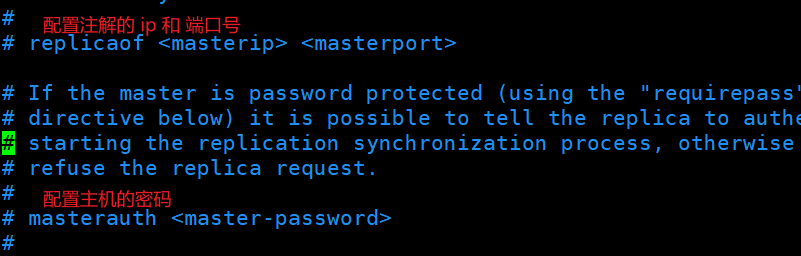 #
配置注解的 ip 和 端口号
# replicaof <masterip> <masterport>
# If the master is password protected (using the "requirepass"
# directive below) it is possible to tell the replica to authe
# starting the replication synchronization process, otherwise
# refuse the replica request.
#
配置主机的密码
# masterauth <master-password>
#